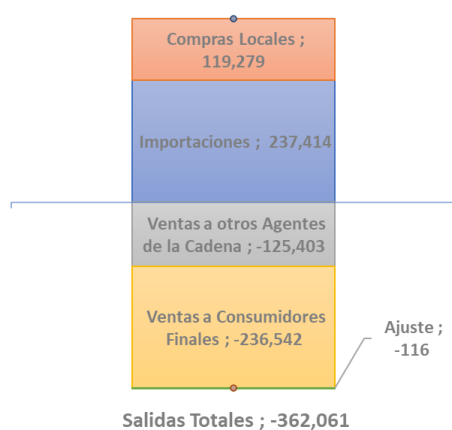 Compras Locales ;
119,279
Importaciones ; 237,414
Ventas a otros Agentes
de la Cadena ; -125,403
Ventas a Consumidores
Finales ; -236,542
Ajuste ;
-116
Salidas Totales ; -362,061